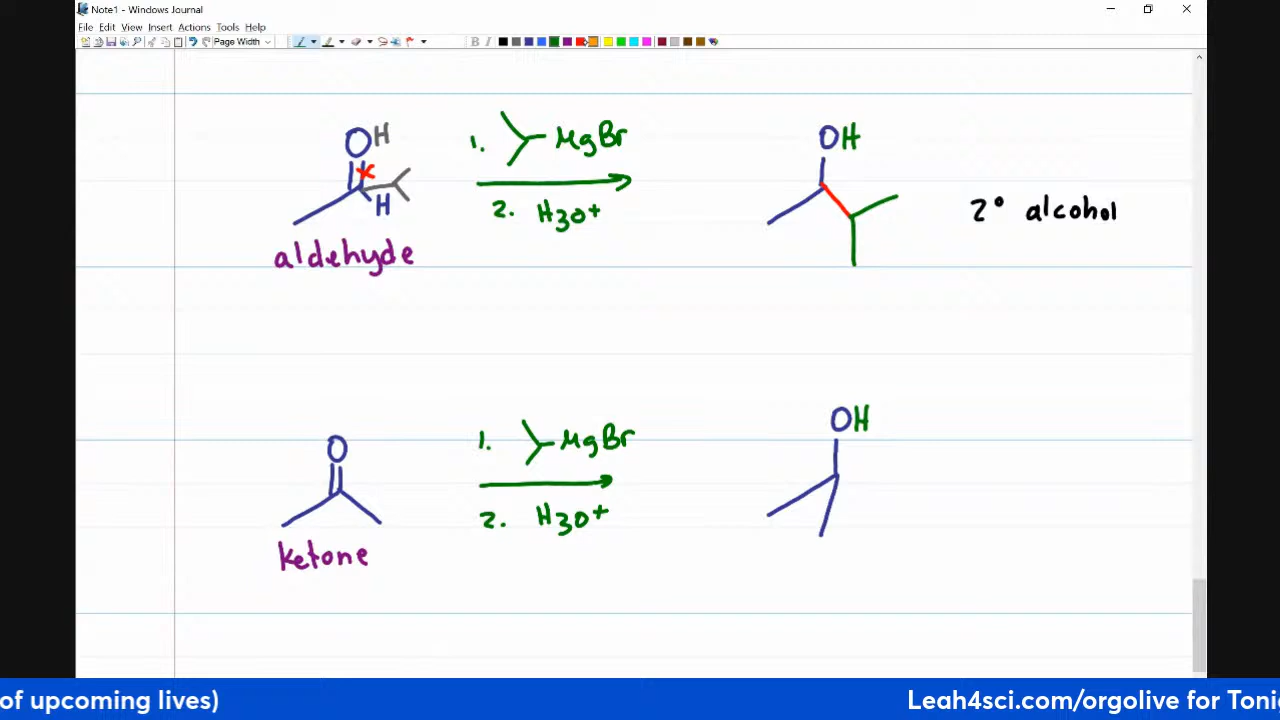 Note1 - Windows Journal
File Edit View Insert Actions Tools Help
Page Width B I
OH 1. MgBr OH
H 2. H3O+ 2° alcohol
aldehyde
O 1. MgBr OH
2. H3O+
ketone
of upcoming lives) Leah4sci.com/orgolive for Toni